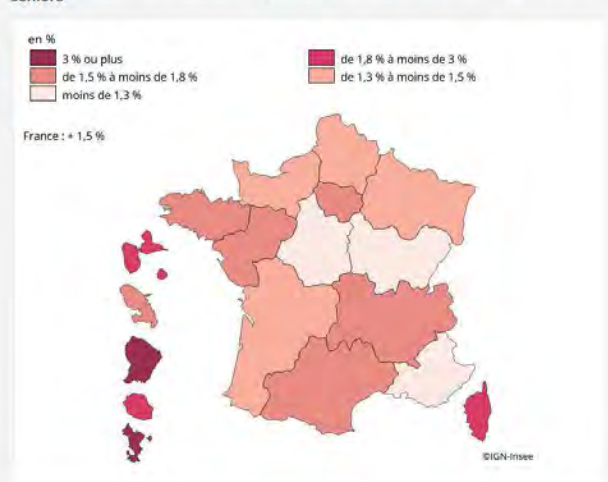 en %
3 % ou plus
de 1,8 % à moins de 3 %
de 1,5 % à moins de 1,8 %
de 1,3 % à moins de 1,5 %
moins de 1,3 %
France : + 1,5 %
©IGN-Insee